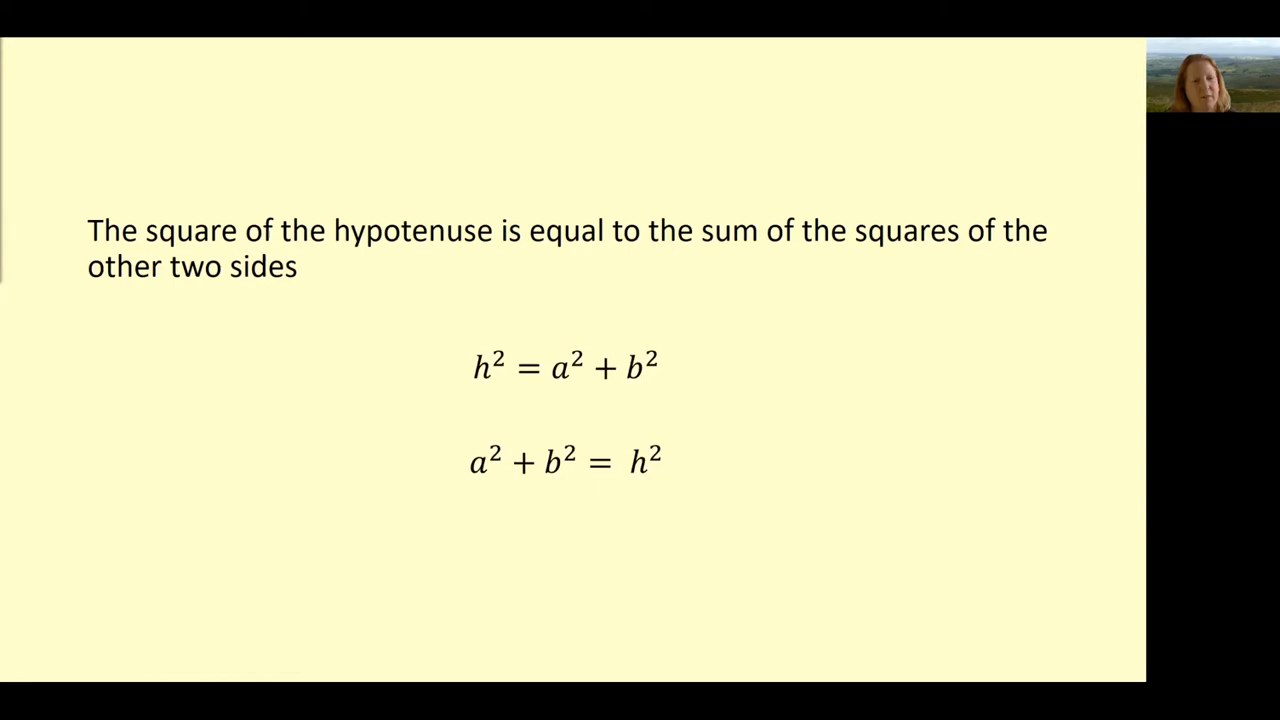 The square of the hypotenuse is equal to the sum of the squares of the
other two sides
h² = a² + b²
a² + b² = h²